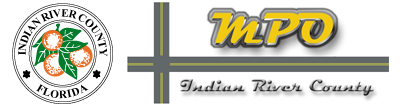 INDIAN RIVER COUNTY
FLORIDA
MPO
Indian River County